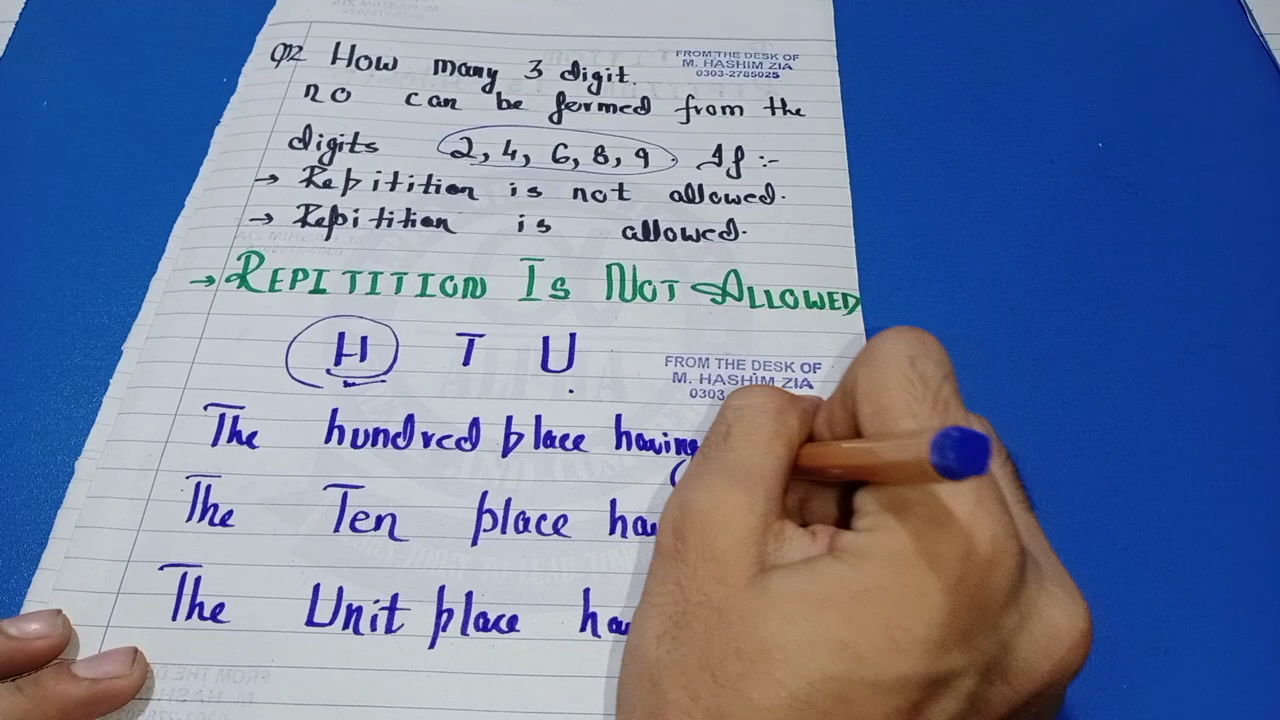 Q2 How many 3 digit.
FROM THE DESK OF
M. HASHIM ZIA
0303-2785025
no can be formed from the
digits 2, 4, 6, 8, 9. If :-
→ Repitition is not allowed.
→ Repitition is allowed.
→ REPITITION IS NOT ALLOWED
H T U
FROM THE DESK OF
M. HASHIM ZIA
0303
The hundred place having
The Ten place
The Unit place